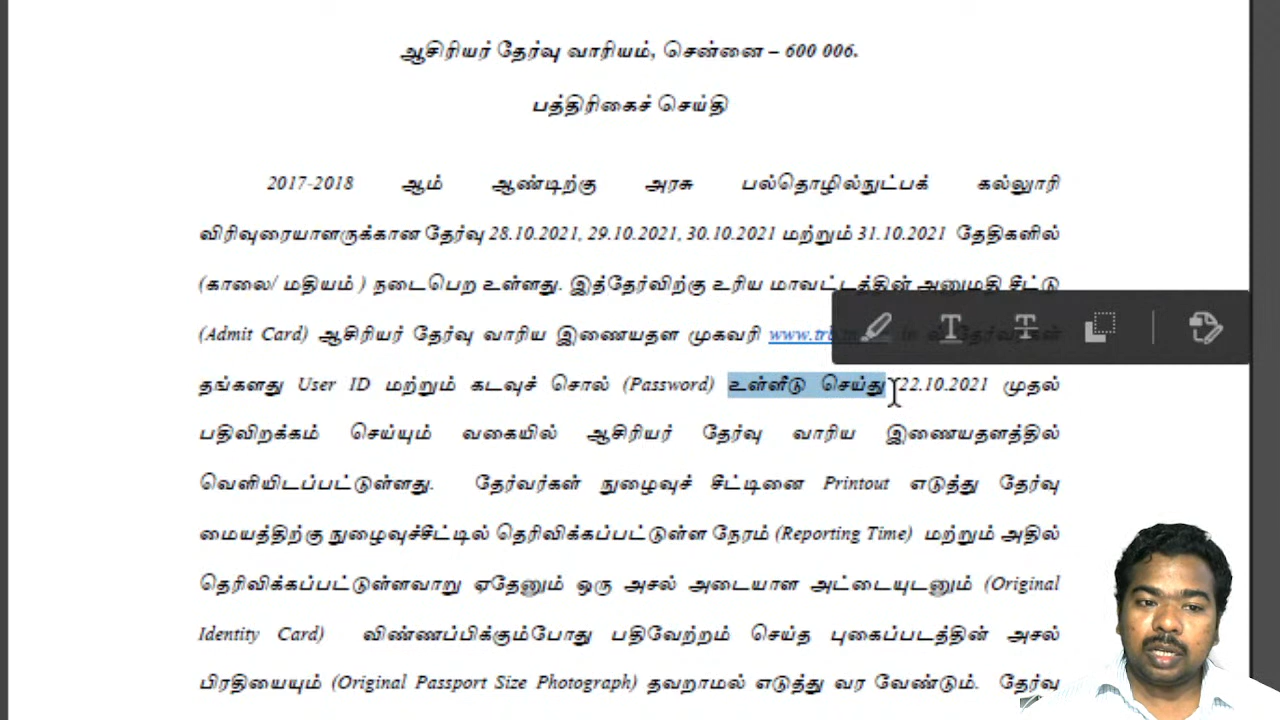 ஆசிரியர் தேர்வு வாரியம், சென்னை – 600 006.
பத்திரிகைச் செய்தி
2017-2018 ஆம் ஆண்டிற்கு அரசு பல்தொழில்நுட்பக் கல்லூரி
விரிவுரையாளருக்கான தேர்வு 28.10.2021, 29.10.2021, 30.10.2021 மற்றும் 31.10.2021 தேதிகளில்
(காலை/ மதியம் ) நடைபெற உள்ளது. இத்தேர்விற்கு உரிய மாவட்டத்தின் அனுமதி சீட்டு
(Admit Card) ஆசிரியர் தேர்வு வாரிய இணையதள முகவரி தேர்வர்கள்
தங்களது User ID மற்றும் கடவுச் சொல் (Password) உள்ளீடு செய்து 22.10.2021 முதல்
பதிவிறக்கம் செய்யும் வகையில் ஆசிரியர் தேர்வு வாரிய இணையதளத்தில்
வெளியிடப்பட்டுள்ளது. தேர்வர்கள் நுழைவுச் சீட்டினை Printout எடுத்து தேர்வு
மையத்திற்கு நுழைவுச்சீட்டில் தெரிவிக்கப்பட்டுள்ள நேரம் (Reporting Time) மற்றும் அதில்
தெரிவிக்கப்பட்டுள்ளவாறு ஏதேனும் ஒரு அசல் அடையாள அட்டையுடனும் (Original
Identity Card) விண்ணப்பிக்கும்போது பதிவேற்றம் செய்த புகைப்படத்தின் அசல்
பிரதியையும் (Original Passport Size Photograph) தவறாமல் எடுத்து வர வேண்டும். தேர்வு